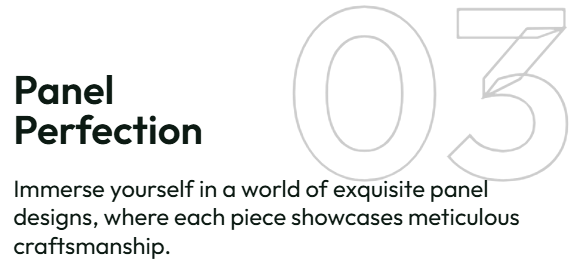 03
Panel
Perfection
Immerse yourself in a world of exquisite panel
designs, where each piece showcases meticulous
craftsmanship.